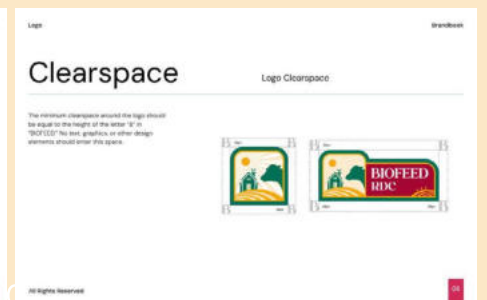 Logo
Brandbook
Clearspace
Logo Clearspace
The minimum clearspace around the logo should
be equal to the height of the letter "B" in
"BIOFEED" No text, graphics, or other design
elements should enter this space.
B B
B B
BIOFEED
RDC
B B
B B
All Rights Reserved